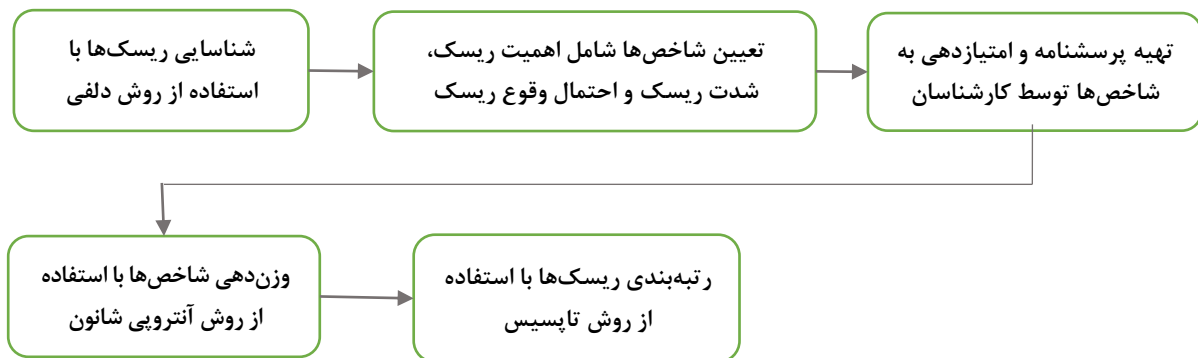 شناسایی ریسک‌ها با
استفاده از روش دلفی
تعیین شاخص‌ها شامل اهمیت ریسک،
شدت ریسک و احتمال وقوع ریسک
تهیه پرسشنامه و امتیازدهی به
شاخص‌ها توسط کارشناسان
وزن‌دهی شاخص‌ها با استفاده
از روش آنتروپی شانون
رتبه‌بندی ریسک‌ها با استفاده
از روش تاپسیس